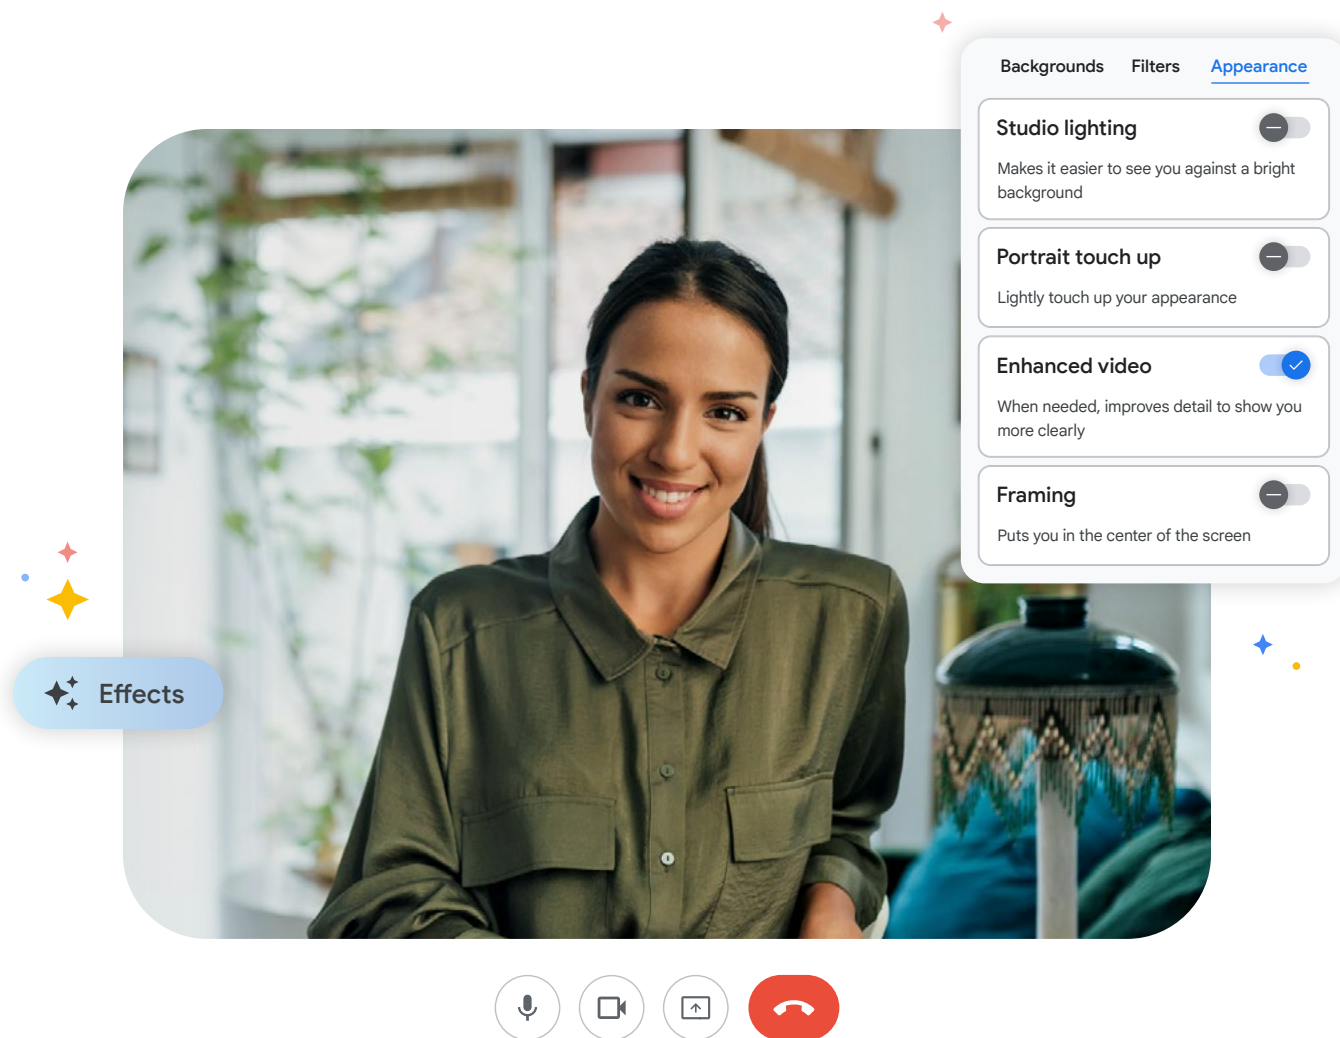 Backgrounds Filters Appearance
Studio lighting
Makes it easier to see you against a bright
background
Portrait touch up
Lightly touch up your appearance
Enhanced video
When needed, improves detail to show you
more clearly
Framing
Puts you in the center of the screen
Effects